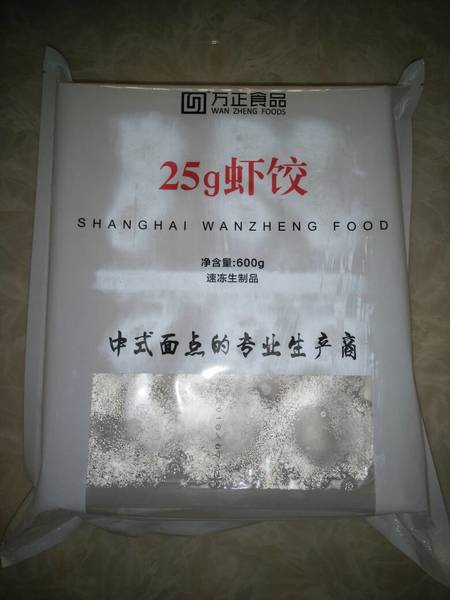 万正食品
WAN ZHENG FOODS
25g虾饺
SHANGHAI WANZHENG FOOD
净含量:600g
速冻生制品
中式面点的专业生产商